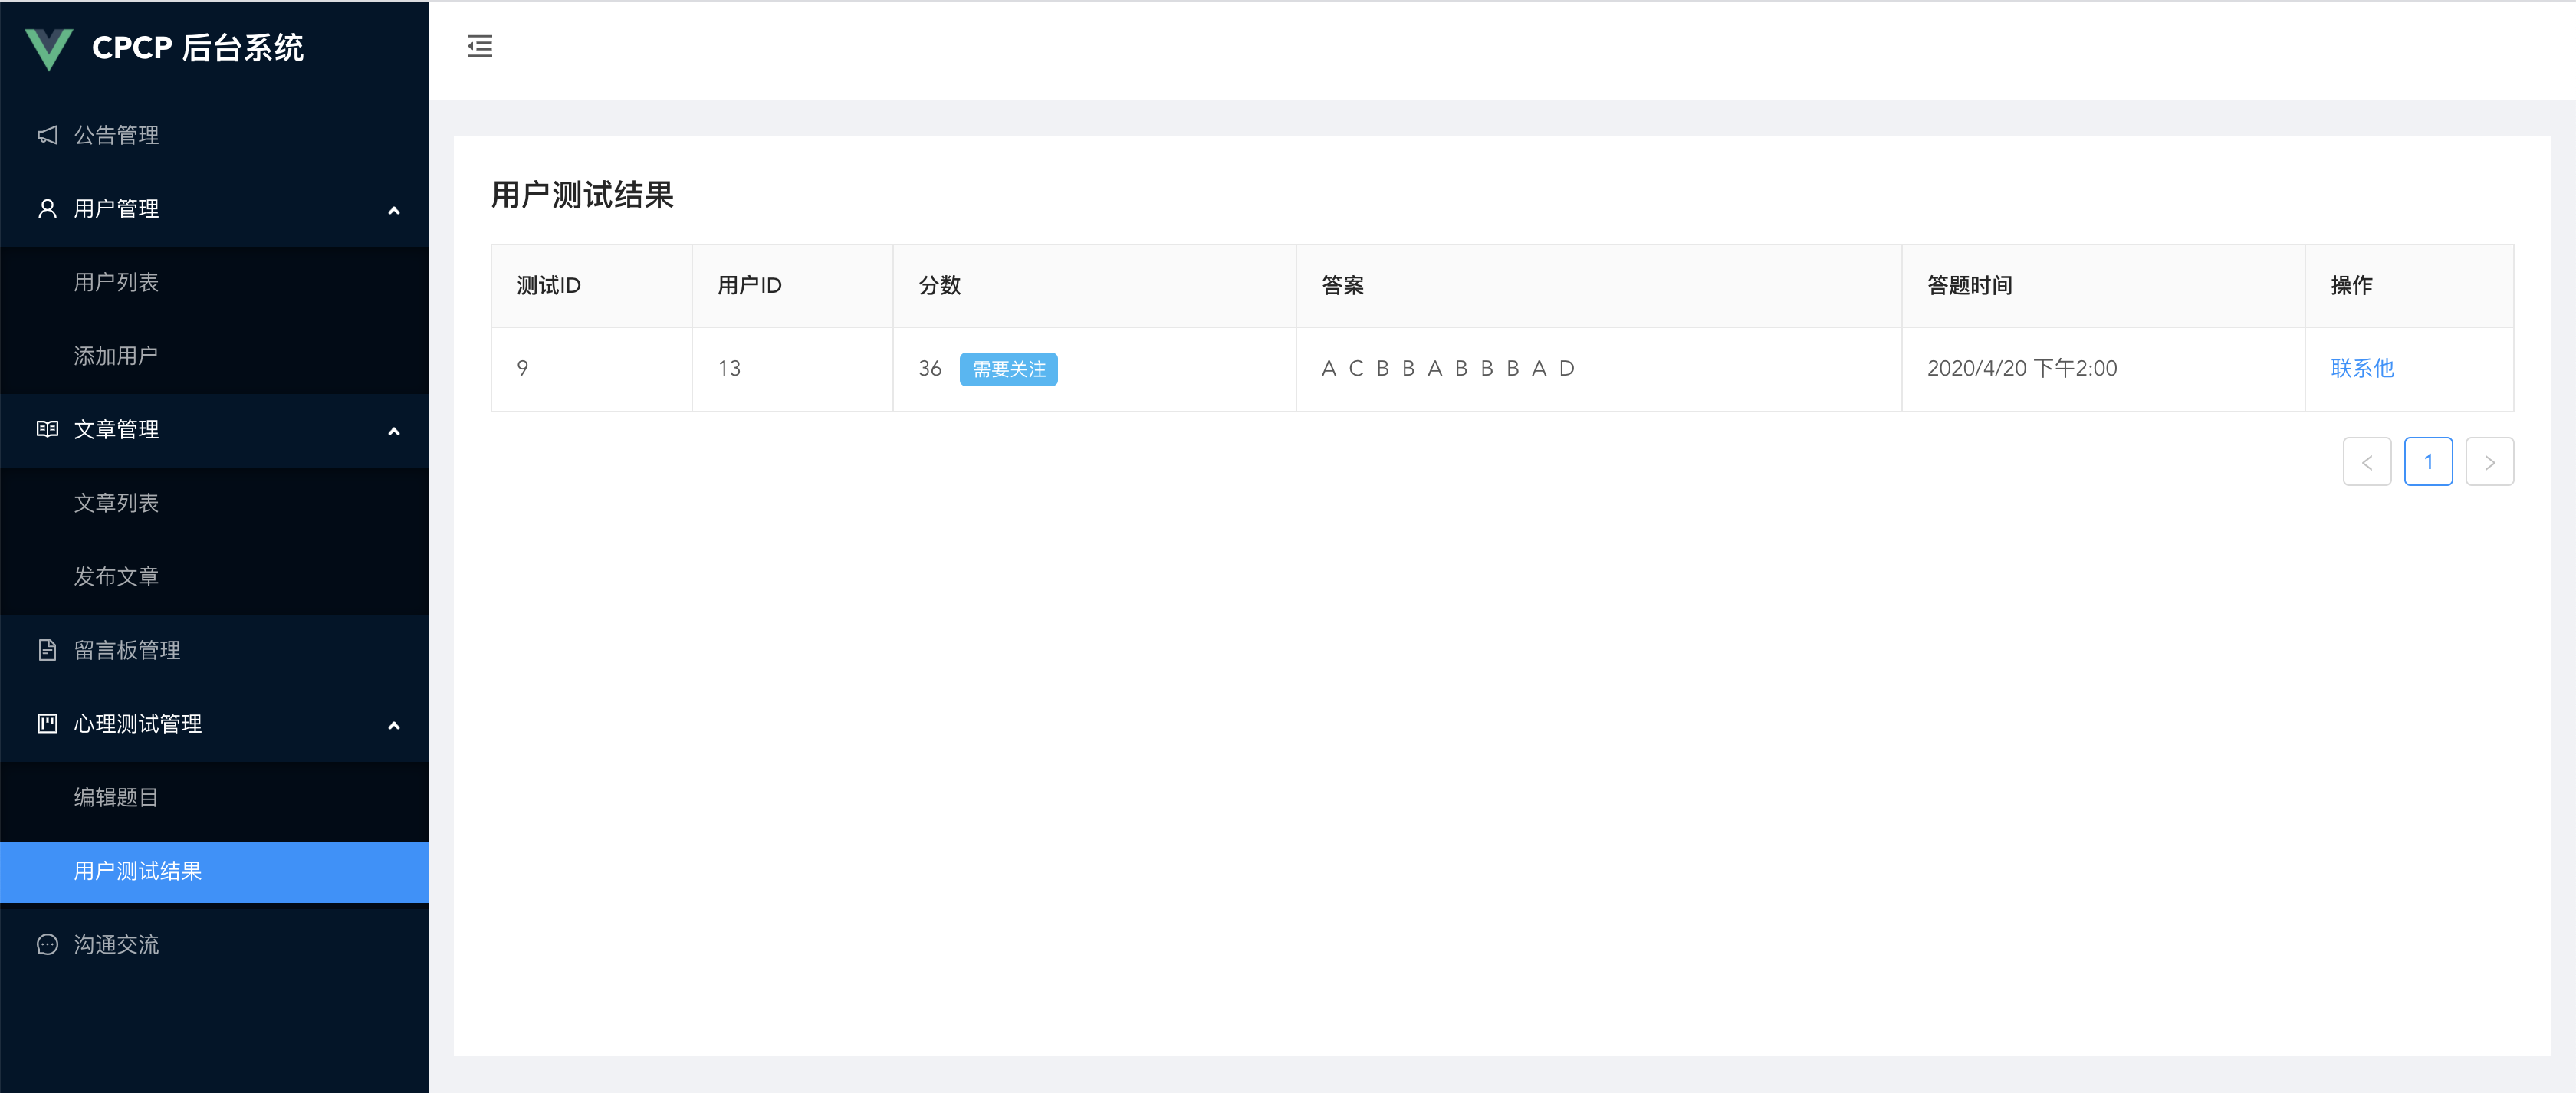 CPCP 后台系统
公告管理
用户管理
用户列表
添加用户
文章管理
文章列表
发布文章
留言板管理
心理测试管理
编辑题目
用户测试结果
沟通交流
用户测试结果
测试ID 用户ID 分数 答案 答题时间 操作
9 13 36 需要关注 A C B B A B B B A D 2020/4/20 下午2:00 联系他
< 1 >